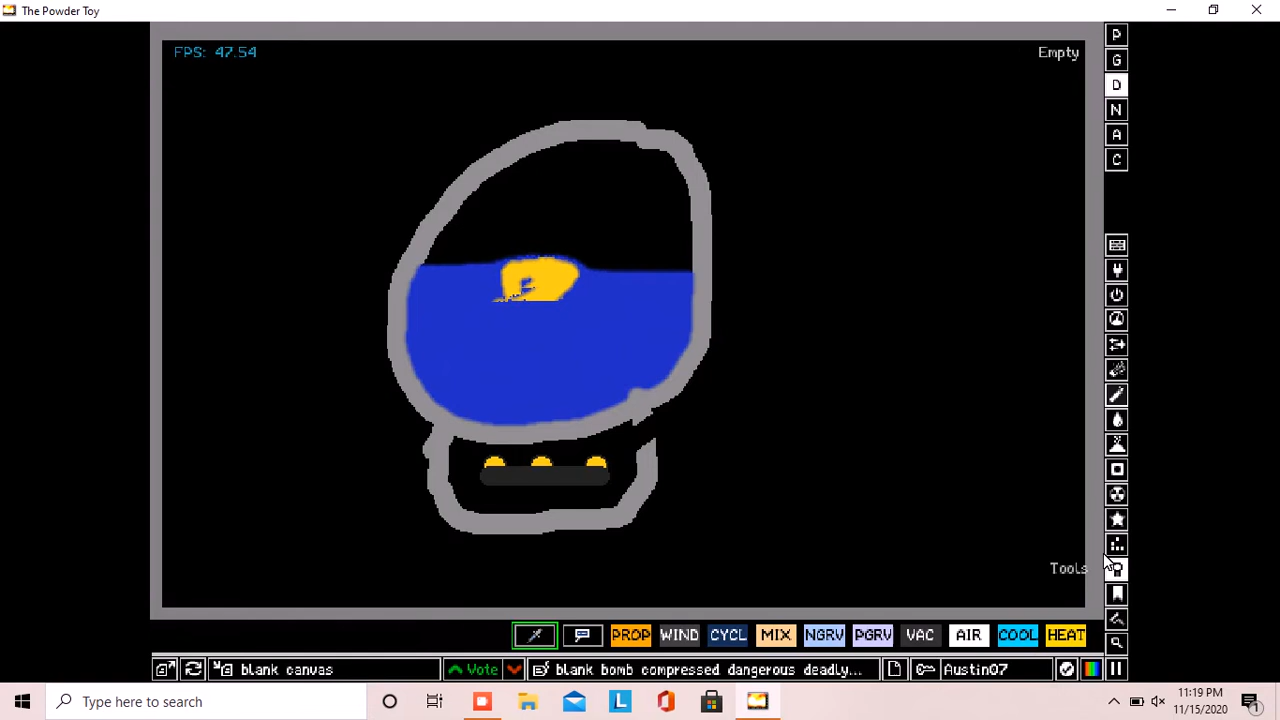 The Powder Toy
FPS: 47.54
Empty
P
G
D
N
A
C
Tools
PROP WIND CYCL MIX NGRV PGRV VAC AIR COOL HEAT
blank canvas Vote blank bomb compressed dangerous deadly... Austin07
Type here to search
L
11:19 PM
11/15/2020
1